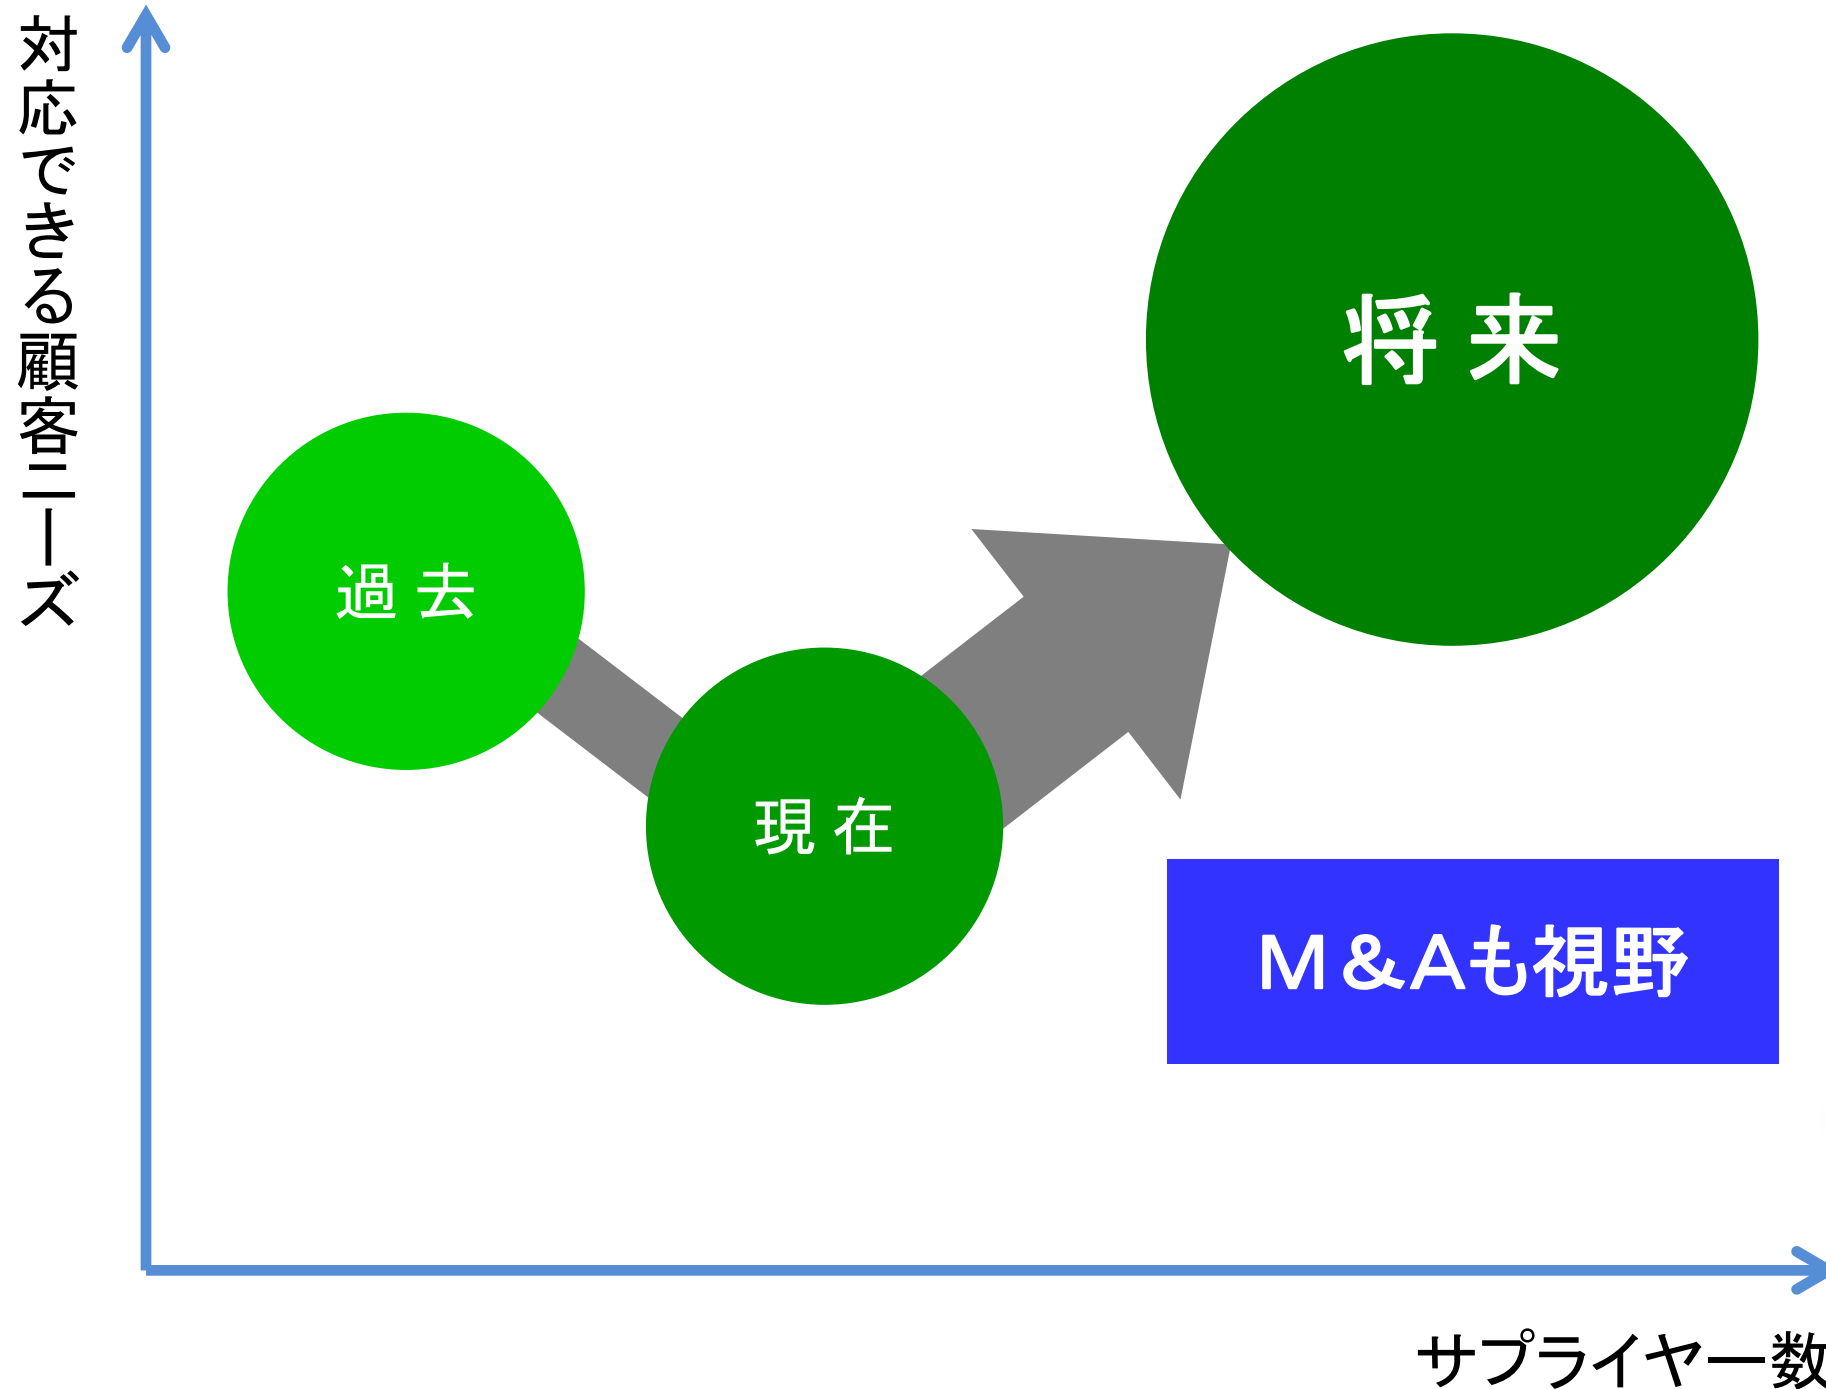 対応できる顧客ニーズ
将来
過去
現在
M&Aも視野
サプライヤー数